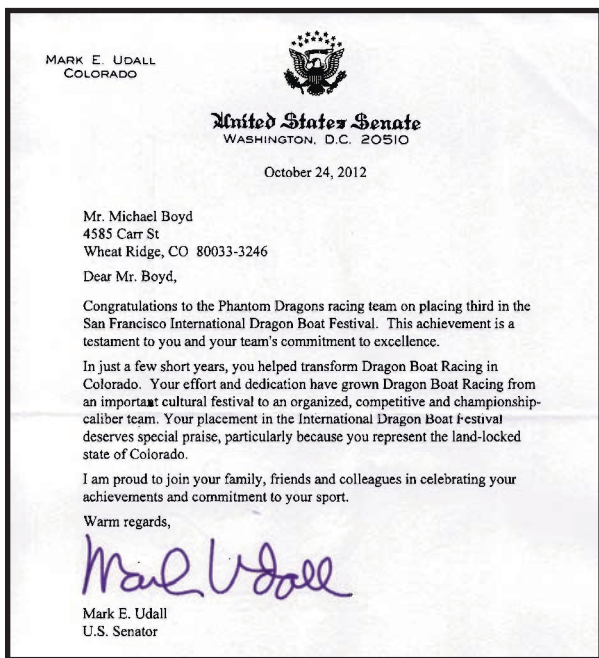 MARK E. UDALL
COLORADO
United States Senate
WASHINGTON, D.C. 20510
October 24, 2012
Mr. Michael Boyd
4585 Carr St
Wheat Ridge, CO 80033-3246
Dear Mr. Boyd,
Congratulations to the Phantom Dragons racing team on placing third in the
San Francisco International Dragon Boat Festival. This achievement is a
testament to you and your team's commitment to excellence.
In just a few short years, you helped transform Dragon Boat Racing in
Colorado. Your effort and dedication have grown Dragon Boat Racing from
an important cultural festival to an organized, competitive and championship-
caliber team. Your placement in the International Dragon Boat Festival
deserves special praise, particularly because you represent the land-locked
state of Colorado.
I am proud to join your family, friends and colleagues in celebrating your
achievements and commitment to your sport.
Warm regards,
Mark Udall
Mark E. Udall
U.S. Senator